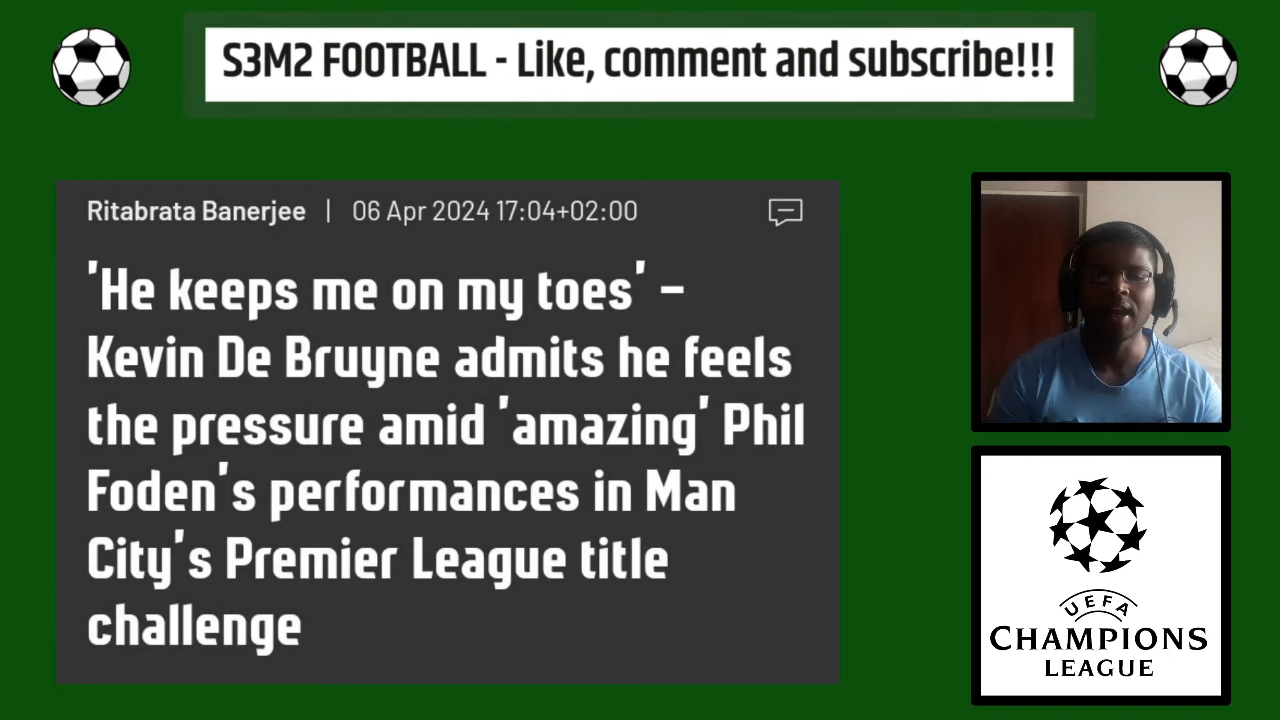 S3M2 FOOTBALL - Like, comment and subscribe!!!
Ritabrata Banerjee | 06 Apr 2024 17:04+02:00
'He keeps me on my toes' –
Kevin De Bruyne admits he feels
the pressure amid 'amazing' Phil
Foden's performances in Man
City's Premier League title
challenge
UEFA
CHAMPIONS
LEAGUE